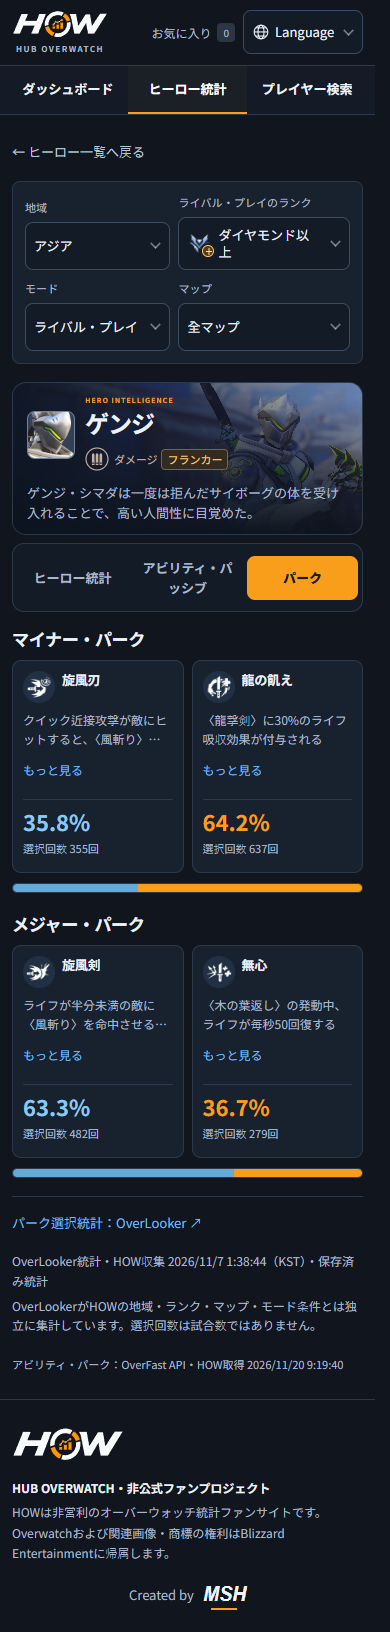 HOW
HUB OVERWATCH
お気に入り 0
Language
ダッシュボード ヒーロー統計 プレイヤー検索
← ヒーロー一覧へ戻る
地域 ライバル・プレイのランク
アジア ダイヤモンド以
上
モード マップ
ライバル・プレイ 全マップ
HERO INTELLIGENCE
ゲンジ
ダメージ フランカー
ゲンジ・シマダは一度は拒んだサイボーグの体を受け
入れることで、高い人間性に目覚めた。
ヒーロー統計 アビリティ・パ
ッシブ パーク
マイナー・パーク
旋風刃
クイック近接攻撃が敵にヒ
ットすると、〈風斬り〉…
もっと見る
35.8%
選択回数 355回
龍の飢え
〈龍撃剣〉に30%のライフ
吸収効果が付与される
もっと見る
64.2%
選択回数 637回
メジャー・パーク
旋風剣
ライフが半分未満の敵に
〈風斬り〉を命中させる…
もっと見る
63.3%
選択回数 482回
無心
〈木の葉返し〉の発動中、
ライフが毎秒50回復する
もっと見る
36.7%
選択回数 279回
パーク選択統計：OverLooker ↗
OverLooker統計・HOW収集 2026/11/7 1:38:44（KST）・保存済
み統計
OverLookerがHOWの地域・ランク・マップ・モード条件とは独
立に集計しています。選択回数は試合数ではありません。
アビリティ・パーク：OverFast API・HOW取得 2026/11/20 9:19:40
HOW
HUB OVERWATCH・非公式ファンプロジェクト
HOWは非営利のオーバーウォッチ統計ファンサイトです。
Overwatchおよび関連画像・商標の権利はBlizzard
Entertainmentに帰属します。
Created by MSH